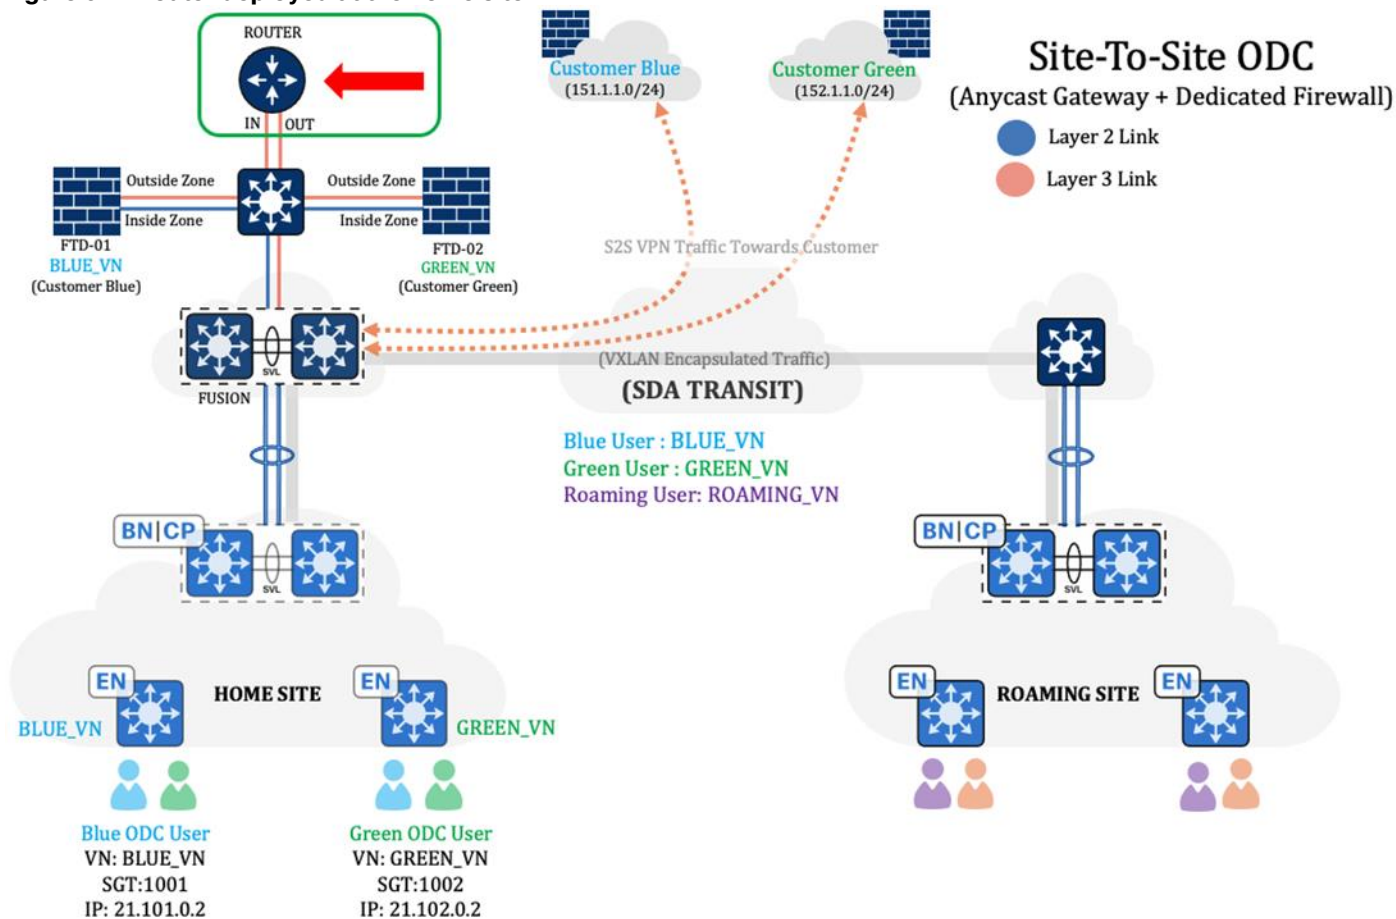 ROUTER
IN
OUT
Customer Blue
(151.1.1.0/24)
Customer Green
(152.1.1.0/24)
Site-To-Site ODC
(Anycast Gateway + Dedicated Firewall)
Layer 2 Link
Layer 3 Link
Outside Zone
Inside Zone
Outside Zone
Inside Zone
FTD-01
BLUE_VN
(Customer Blue)
FTD-02
GREEN_VN
(Customer Green)
S2S VPN Traffic Towards Customer
SVL
FUSION
(VXLAN Encapsulated Traffic)
(SDA TRANSIT)
Blue User : BLUE_VN
Green User : GREEN_VN
Roaming User: ROAMING_VN
BN|CP
SVL
BN|CP
SVL
EN
HOME SITE
EN
BLUE_VN
GREEN_VN
EN
ROAMING SITE
EN
Blue ODC User
VN: BLUE_VN
SGT:1001
IP: 21.101.0.2
Green ODC User
VN: GREEN_VN
SGT:1002
IP: 21.102.0.2